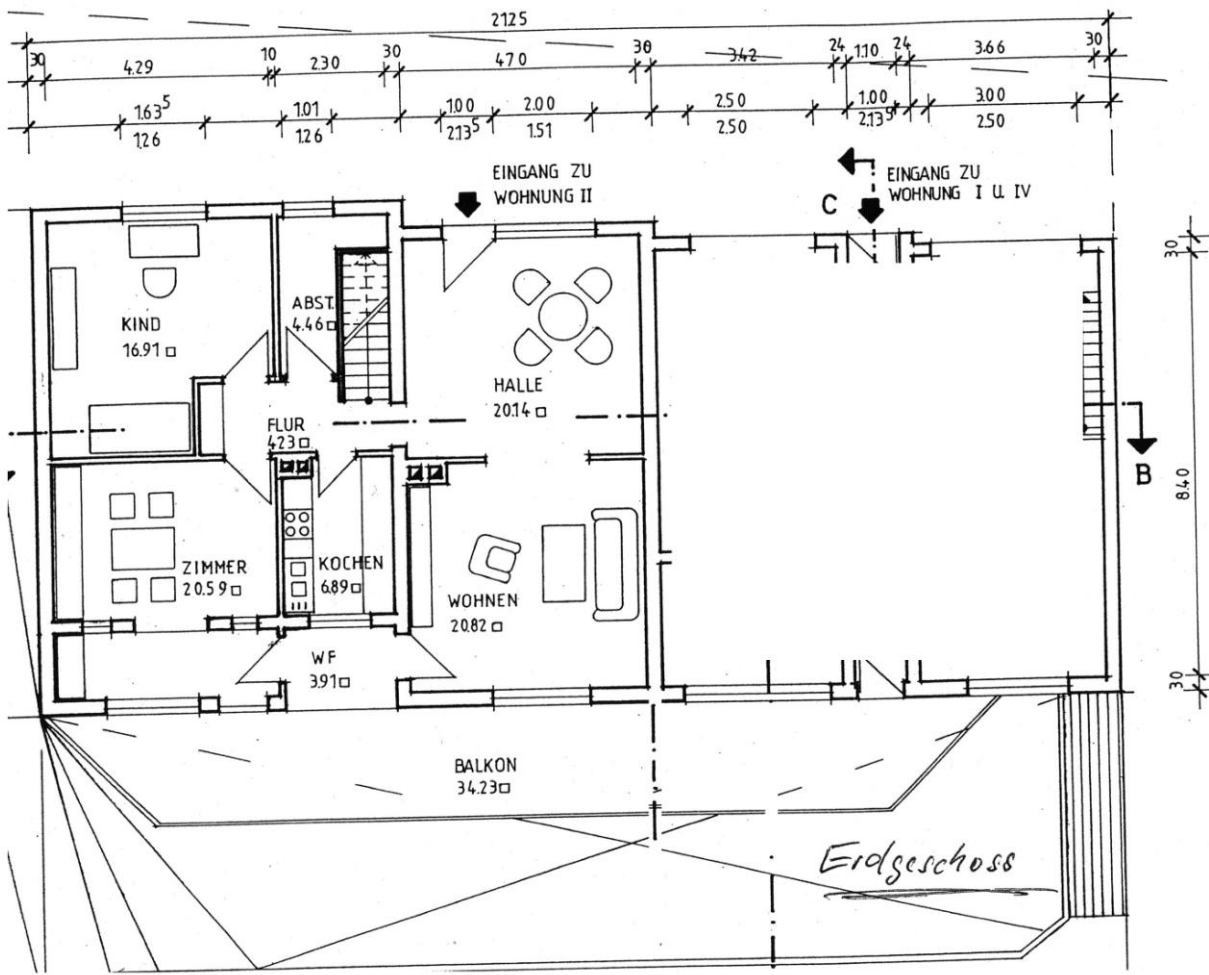 2125
30 4.29 10 2.30 30 4.70 30 3.42 24 1.10 24 3.66 30
1.63⁵ 1.01 1.00 2.00 2.50 1.00 3.00
1.26 1.26 2.13⁵ 1.51 2.50 2.13⁵ 2.50
EINGANG ZU
WOHNUNG II
EINGANG ZU
WOHNUNG I U. IV
C
30
ABST.
4.46
KIND
16.91
HALLE
20.14
FLUR
4.23
B
8.40
ZIMMER
20.59
KOCHEN
6.89
WOHNEN
20.82
WF
3.91
30
BALKON
34.23
Erdgeschoss